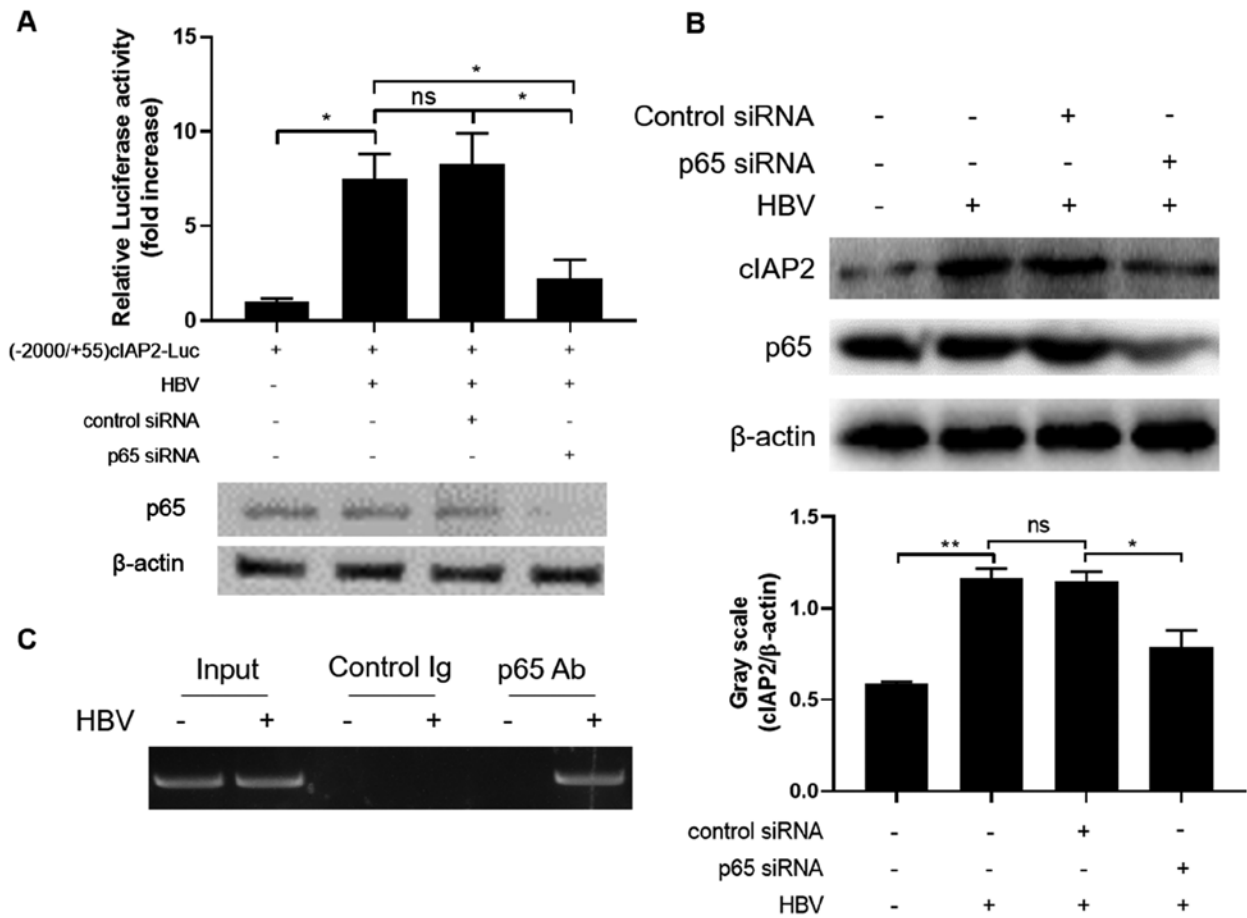 A
Relative Luciferase activity
(fold increase)
15
10
5
0
*
*
ns
*
(-2000/+55)cIAP2-Luc + + + +
HBV - + + +
control siRNA - - + -
p65 siRNA - - - +
p65
β-actin
B
Control siRNA - - + -
p65 siRNA - - - +
HBV - + + +
cIAP2
p65
β-actin
Gray scale
(cIAP2/β-actin)
1.5
1.0
0.5
0.0
**
ns
*
control siRNA - - + -
p65 siRNA - - - +
HBV - + + +
C
Input Control Ig p65 Ab
HBV - + - + - +